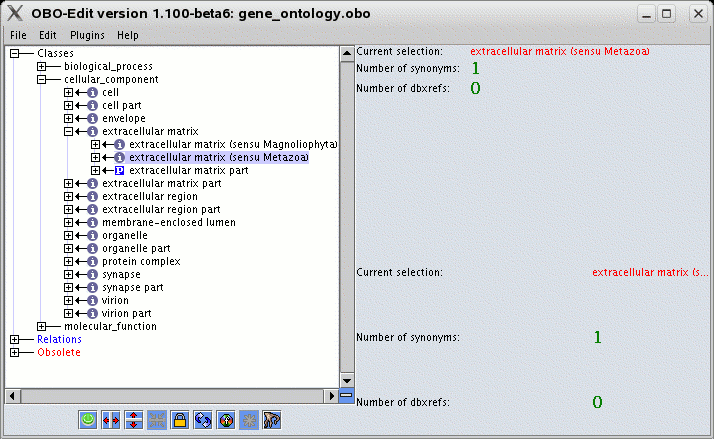 OBO-Edit version 1.100-beta6: gene_ontology.obo
File Edit Plugins Help
Classes
biological_process
cellular_component
i cell
i cell part
i envelope
i extracellular matrix
i extracellular matrix (sensu Magnoliophyta)
i extracellular matrix (sensu Metazoa)
P extracellular matrix part
i extracellular matrix part
i extracellular region
i extracellular region part
i membrane-enclosed lumen
i organelle
i organelle part
i protein complex
i synapse
i synapse part
i virion
i virion part
molecular_function
Relations
Obsolete
Current selection: extracellular matrix (sensu Metazoa)
Number of synonyms: 1
Number of dbxrefs: 0
Current selection: extracellular matrix (s...
Number of synonyms: 1
Number of dbxrefs: 0